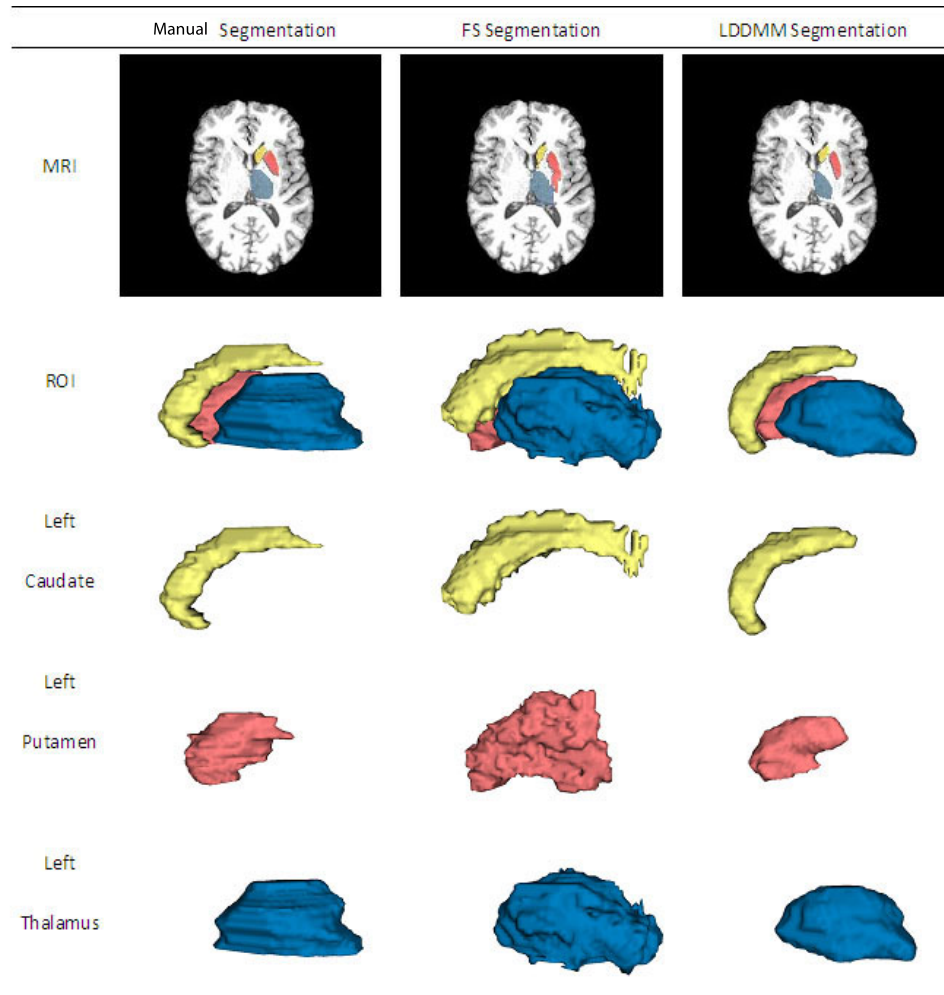 Manual Segmentation
FS Segmentation
LDDMM Segmentation
MRI
ROI
Left
Caudate
Left
Putamen
Left
Thalamus